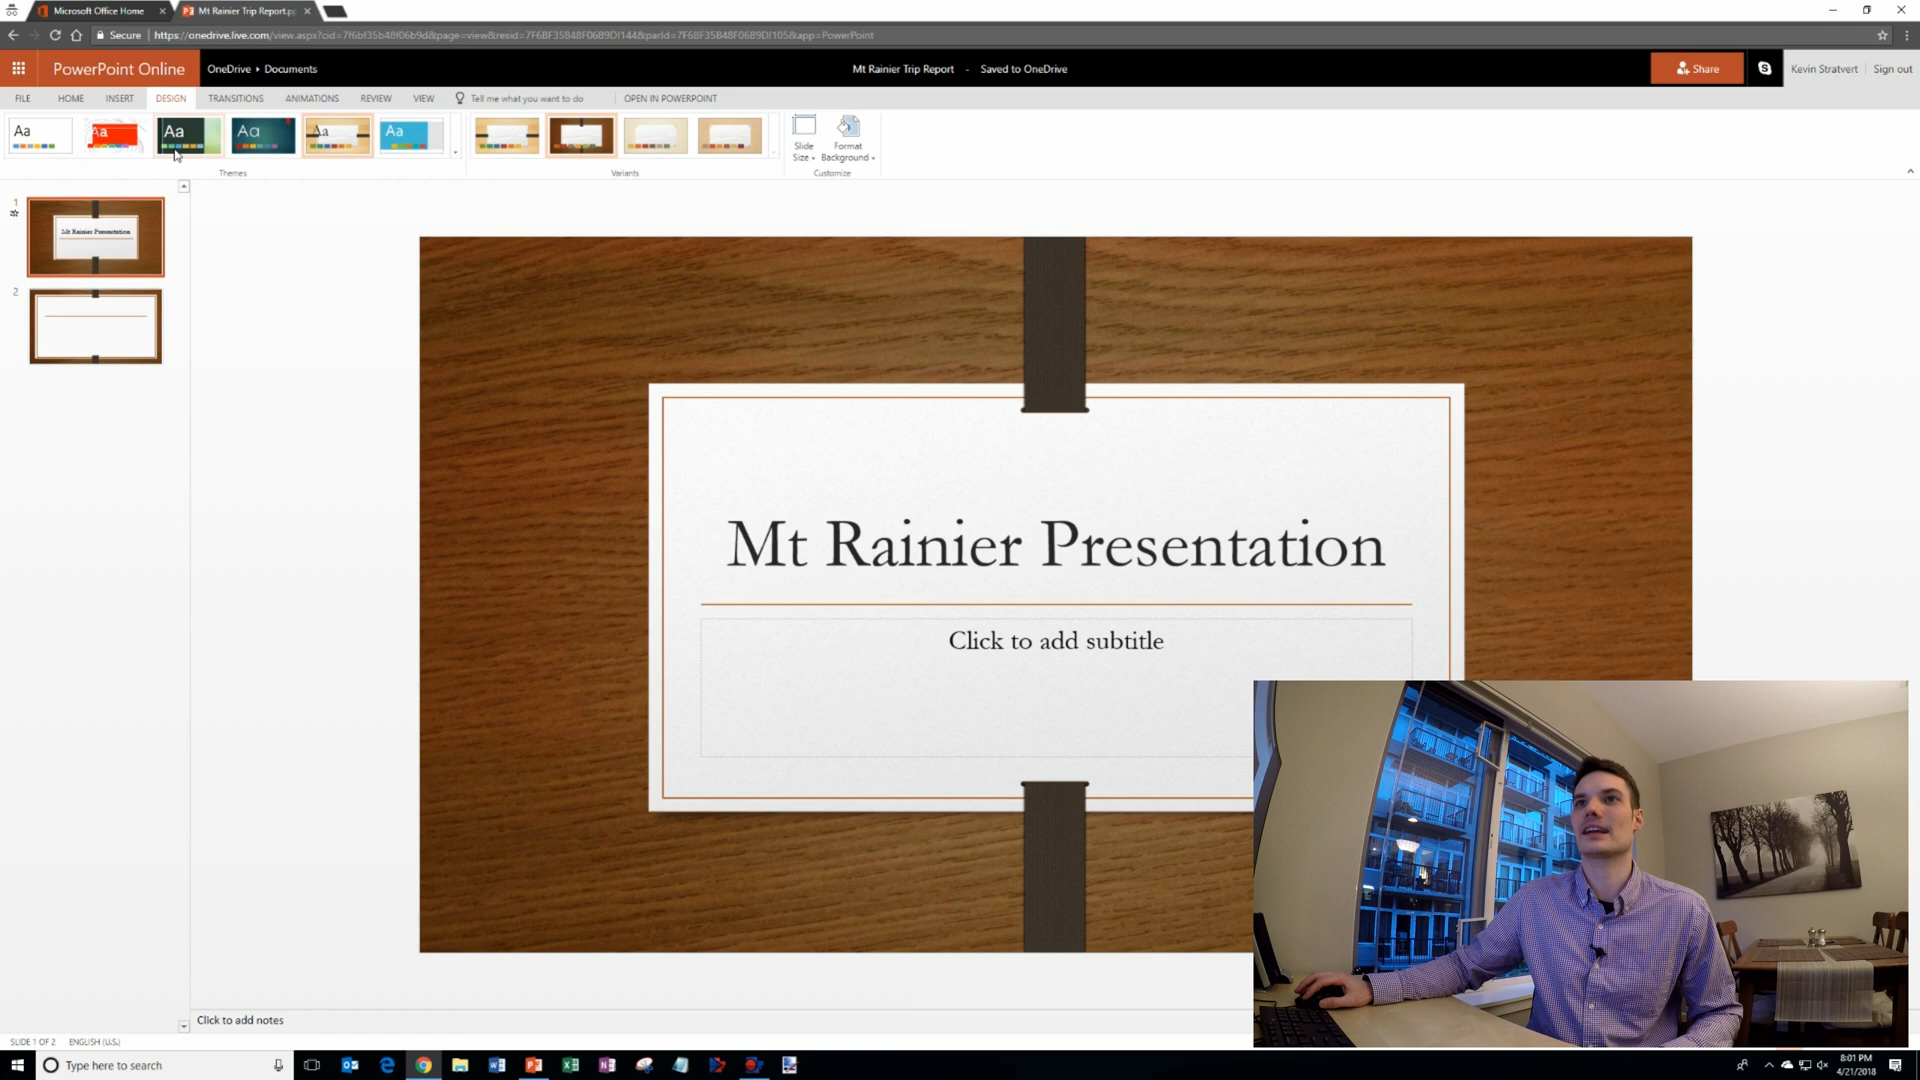 Microsoft Office Home
Mt Rainier Trip Report.p
Secure
https://onedrive.live.com/view.aspx?cid=7f6bf35b48f06b9d&page=view&resid=7F6BF35B48F06B9D!144&parId=7F6BF35B48F06B9D!105&app=PowerPoint
PowerPoint Online
OneDrive
Documents
Mt Rainier Trip Report - Saved to OneDrive
Share
Kevin Stratvert
Sign out
FILE
HOME
INSERT
DESIGN
TRANSITIONS
ANIMATIONS
REVIEW
VIEW
Tell me what you want to do
OPEN IN POWERPOINT
Aa
Aa
Aa
Aa
Aa
Aa
Slide
Size
Format
Background
Themes
Variants
Customize
1
Mt Rainier Presentation
2
Mt Rainier Presentation
Click to add subtitle
Click to add notes
SLIDE 1 OF 2
ENGLISH (U.S.)
Type here to search
8:01 PM
4/21/2018